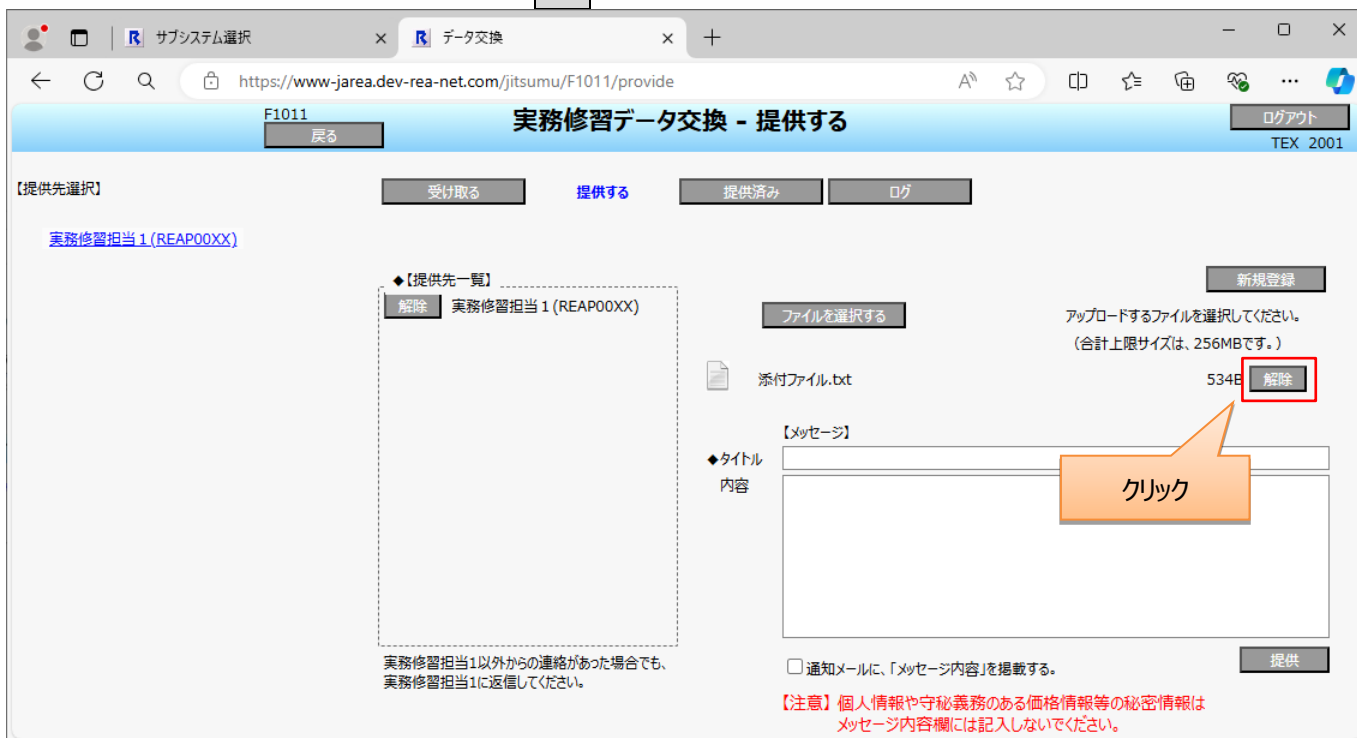 サブシステム選択
データ交換
https://www-jarea.dev-rea-net.com/jitsumu/F1011/provide
F1011
戻る
実務修習データ交換 - 提供する
ログアウト
TEX 2001
【提供先選択】
受け取る
提供する
提供済み
ログ
実務修習担当１(REAP00XX)
◆【提供先一覧】
解除 実務修習担当１(REAP00XX)
新規登録
ファイルを選択する
アップロードするファイルを選択してください。
（合計上限サイズは、256MBです。）
添付ファイル.txt
534B 解除
【メッセージ】
◆タイトル
内容
クリック
実務修習担当1以外からの連絡があった場合でも、
実務修習担当1に返信してください。
通知メールに、「メッセージ内容」を掲載する。
提供
【注意】個人情報や守秘義務のある価格情報等の秘密情報は
メッセージ内容欄には記入しないでください。